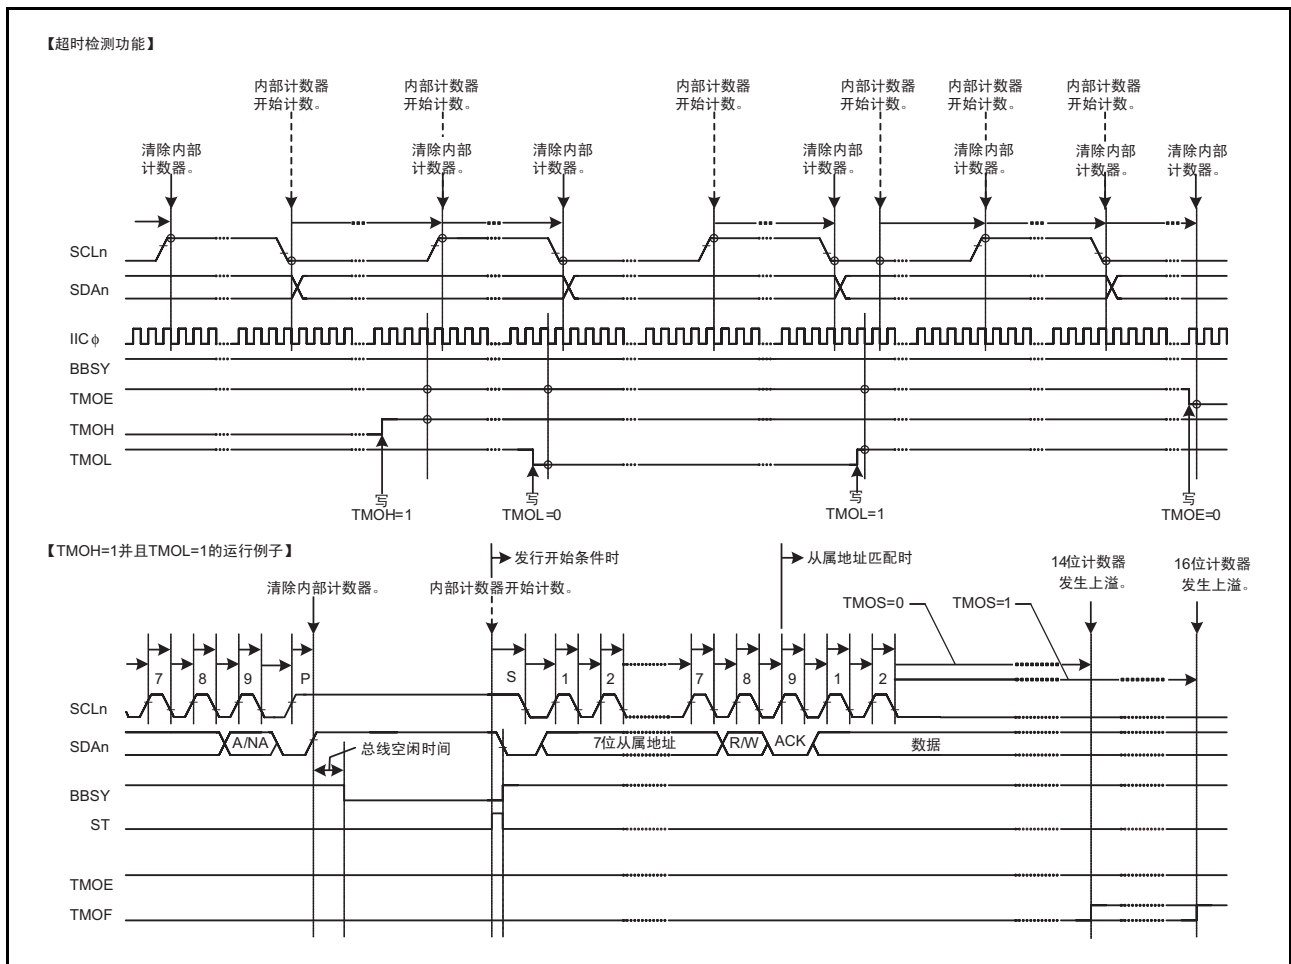 【超时检测功能】
内部计数器
开始计数。
内部计数器
开始计数。
内部计数器
开始计数。
内部计数器
开始计数。
内部计数器
开始计数。
内部计数器
开始计数。
清除内部
计数器。
清除内部
计数器。
清除内部
计数器。
清除内部
计数器。
清除内部
计数器。
清除内部
计数器。
清除内部
计数器。
SCLn
SDAn
IICφ
BBSY
TMOE
TMOH
TMOL
写
TMOH=1
写
TMOL=0
写
TMOL=1
写
TMOE=0
【TMOH=1并且TMOL=1的运行例子】
发行开始条件时
从属地址匹配时
14位计数器
发生上溢。
16位计数器
发生上溢。
清除内部计数器。
内部计数器开始计数。
TMOS=0
TMOS=1
7 8 9 P S 1 2 7 8 9 1 2
SCLn
SDAn
A/NA
总线空闲时间
7位从属地址
R/W
ACK
数据
BBSY
ST
TMOE
TMOF